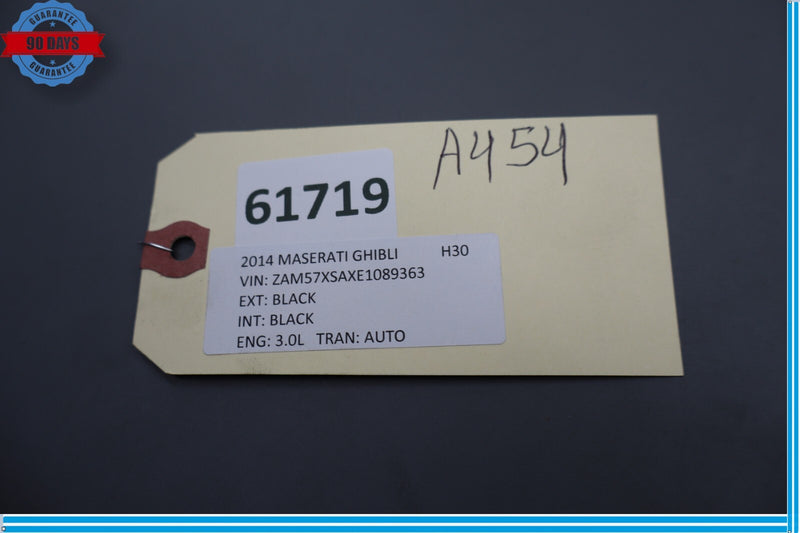 GUARANTEE
90 DAYS
GUARANTEE
A454
61719
2014 MASERATI GHIBLI H30
VIN: ZAM57XSAXE1089363
EXT: BLACK
INT: BLACK
ENG: 3.0L TRAN: AUTO